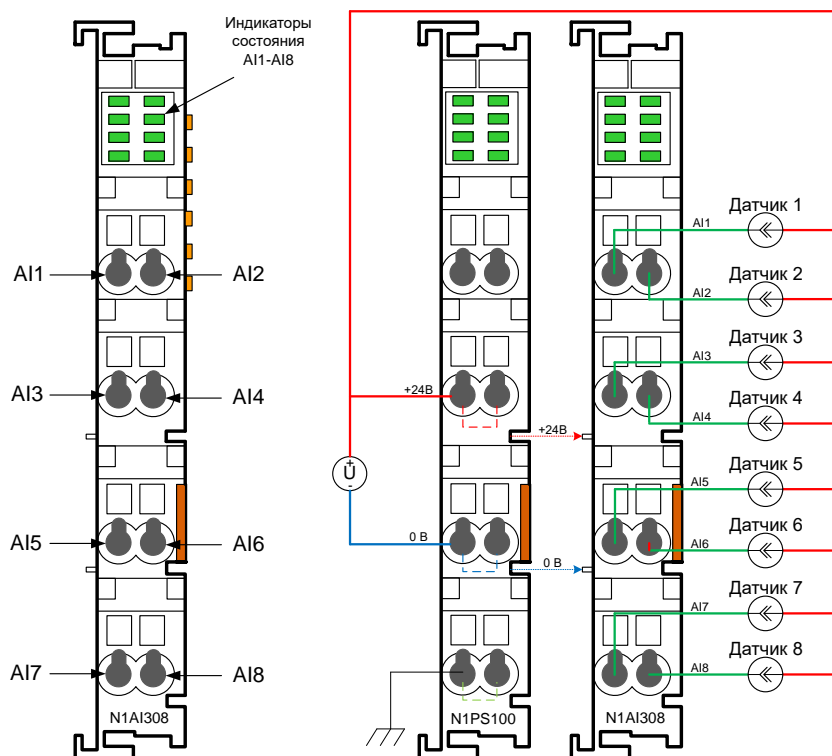 Индикаторы
состояния
AI1-AI8
AI1
AI2
AI3
AI4
AI5
AI6
AI7
AI8
N1AI308
+24В
U
+
-
0 В
N1PS100
+24В
0 В
N1AI308
AI1
Датчик 1
AI2
Датчик 2
AI3
Датчик 3
AI4
Датчик 4
AI5
Датчик 5
AI6
Датчик 6
AI7
Датчик 7
AI8
Датчик 8